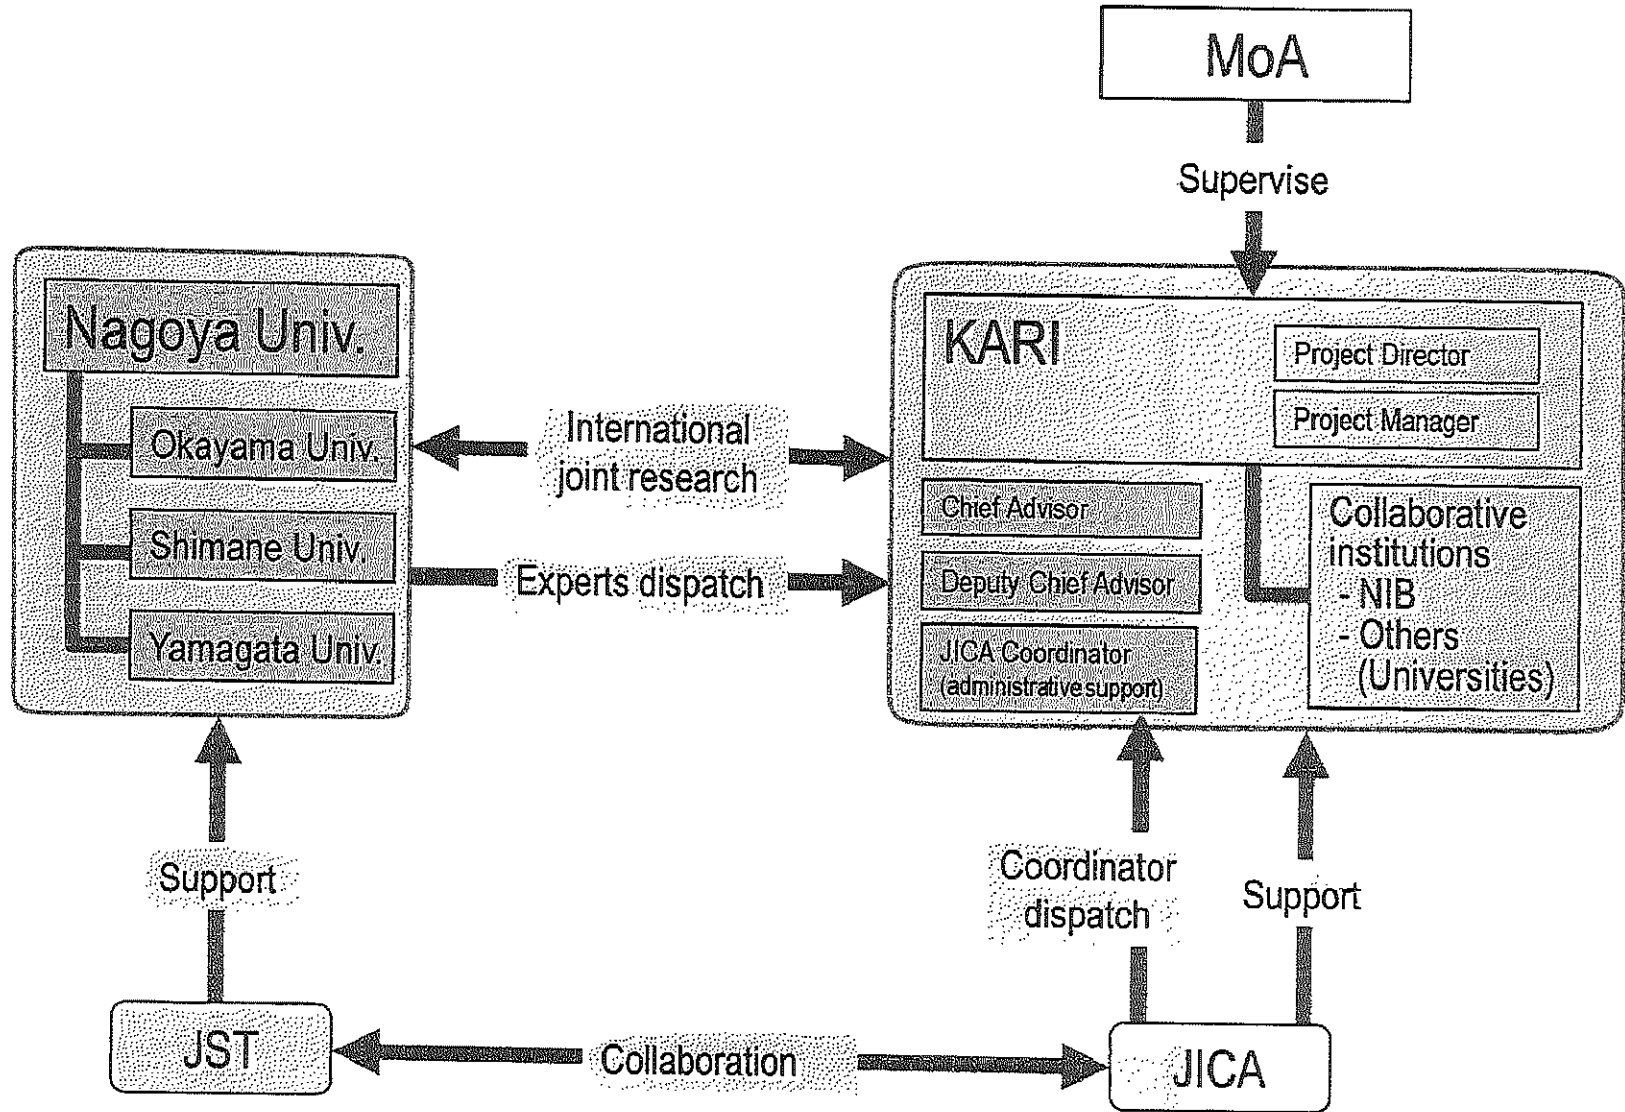 MoA
Supervise
Nagoya Univ.
Okayama Univ.
Shimane Univ.
Yamagata Univ.
International
joint research
Experts dispatch
KARI
Project Director
Project Manager
Chief Advisor
Deputy Chief Advisor
JICA Coordinator
(administrative support)
Collaborative
institutions
- NIB
- Others
(Universities)
Support
Coordinator
dispatch
Support
JST
Collaboration
JICA